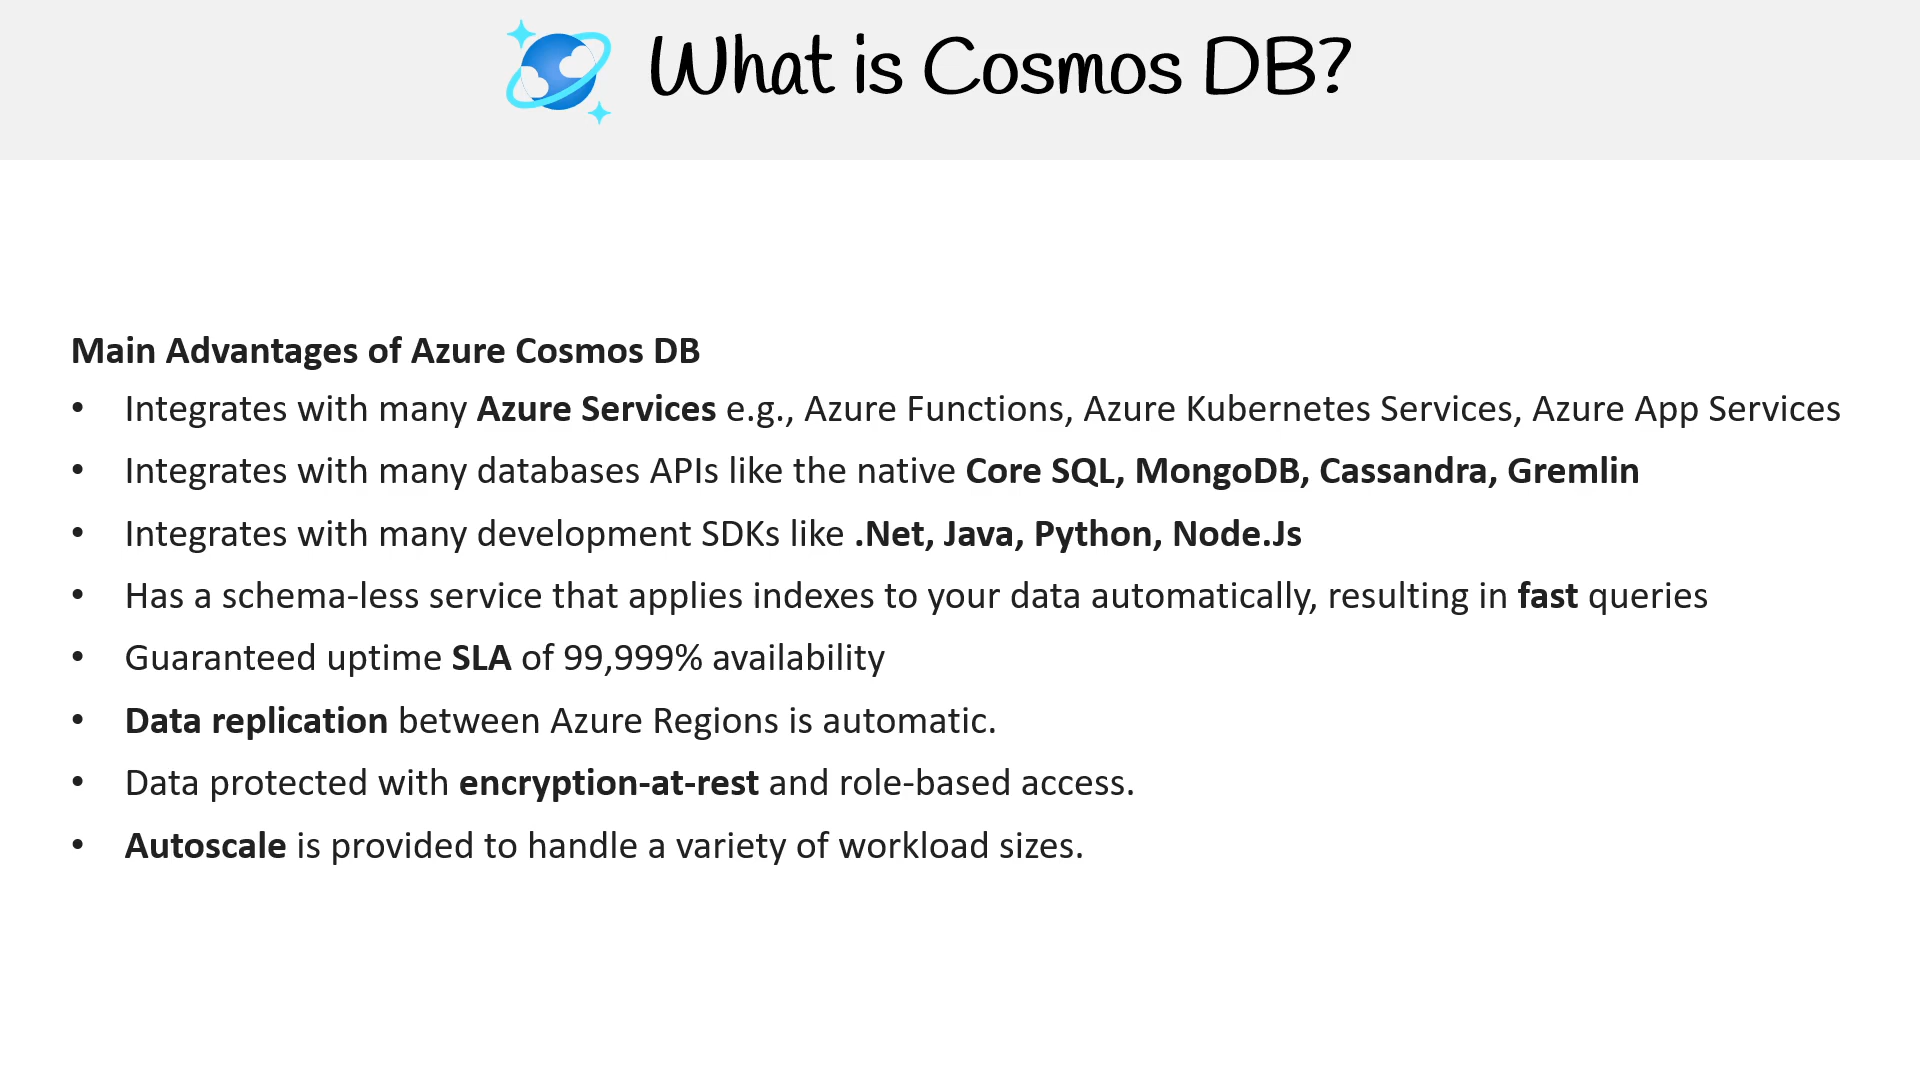 What is Cosmos DB?
Main Advantages of Azure Cosmos DB
• Integrates with many Azure Services e.g., Azure Functions, Azure Kubernetes Services, Azure App Services
• Integrates with many databases APIs like the native Core SQL, MongoDB, Cassandra, Gremlin
• Integrates with many development SDKs like .Net, Java, Python, Node.Js
• Has a schema-less service that applies indexes to your data automatically, resulting in fast queries
• Guaranteed uptime SLA of 99,999% availability
• Data replication between Azure Regions is automatic.
• Data protected with encryption-at-rest and role-based access.
• Autoscale is provided to handle a variety of workload sizes.